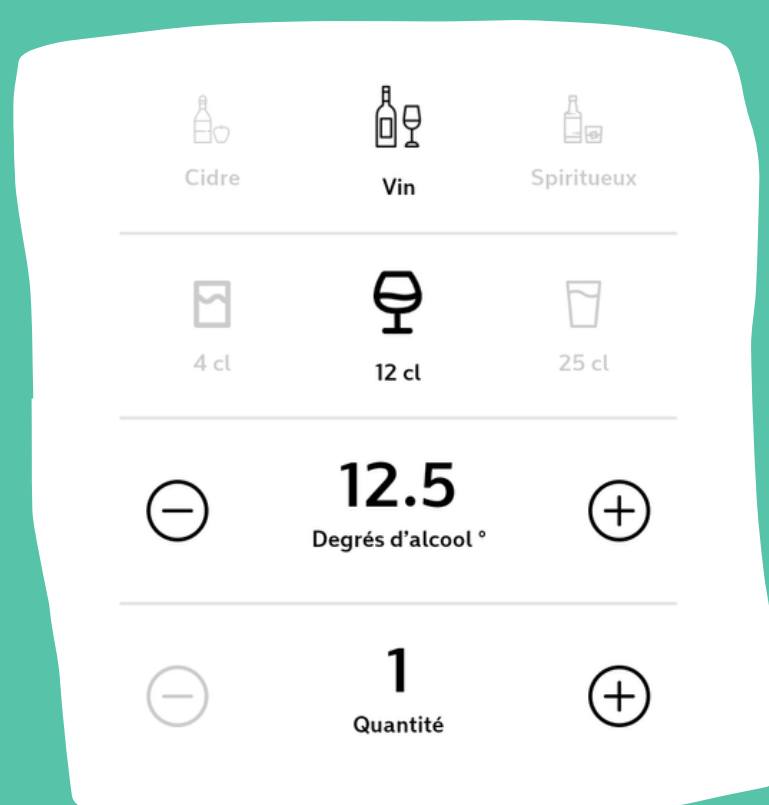 Cidre
Vin
Spiritueux
4 cl
12 cl
25 cl
12.5
Degrés d'alcool °
1
Quantité